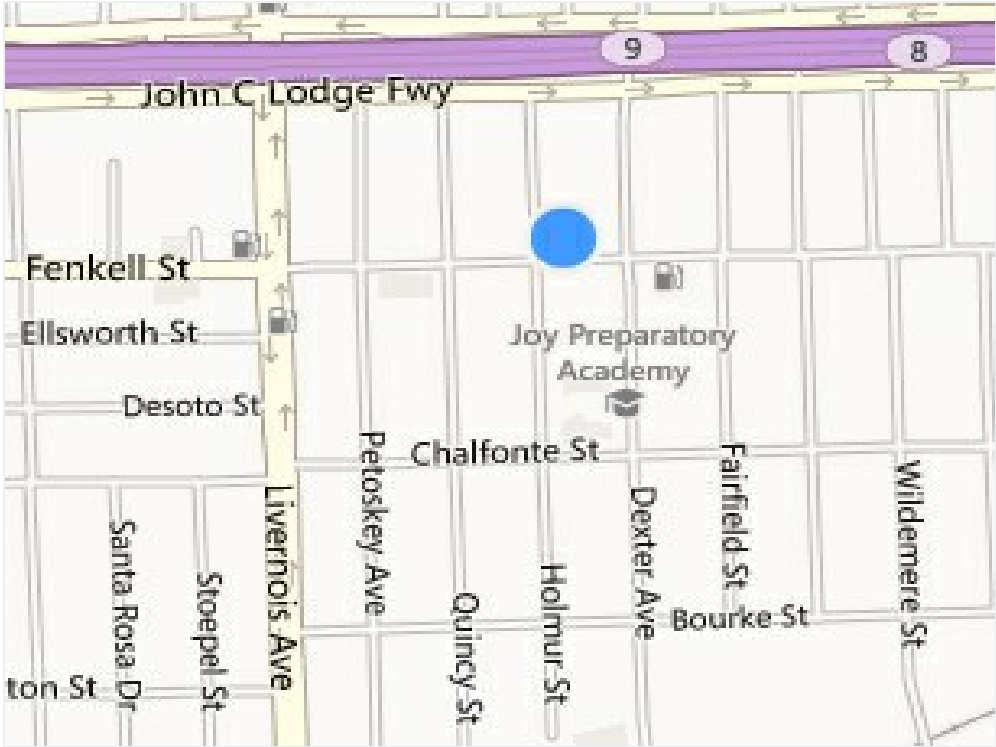 9
8
John C Lodge Fwy
Fenkell St
Ellsworth St
Joy Preparatory
Academy
Desoto St
Chalfonte St
Petoskey Ave
Fairfield St
Wildemere St
Livernois Ave
Dexter Ave
Santa Rosa Dr
Stoepel St
Holmur St
Quincy St
Bourke St
ton St